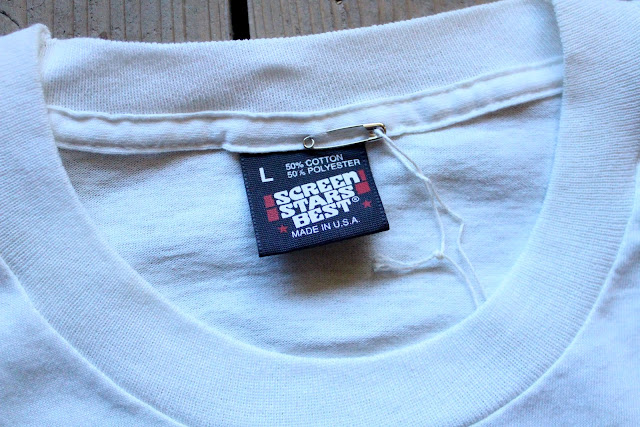 L
50% COTTON
50% POLYESTER
SCREEN
STARS
BEST®
MADE IN U.S.A.